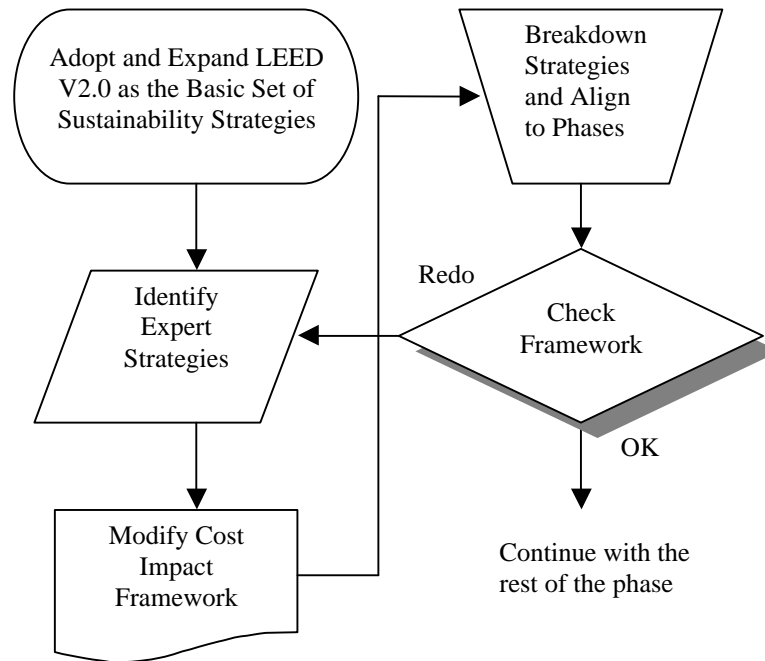 Adopt and Expand LEED
V2.0 as the Basic Set of
Sustainability Strategies
Identify
Expert
Strategies
Modify Cost
Impact
Framework
Breakdown
Strategies
and Align
to Phases
Redo
Check
Framework
OK
Continue with the
rest of the phase